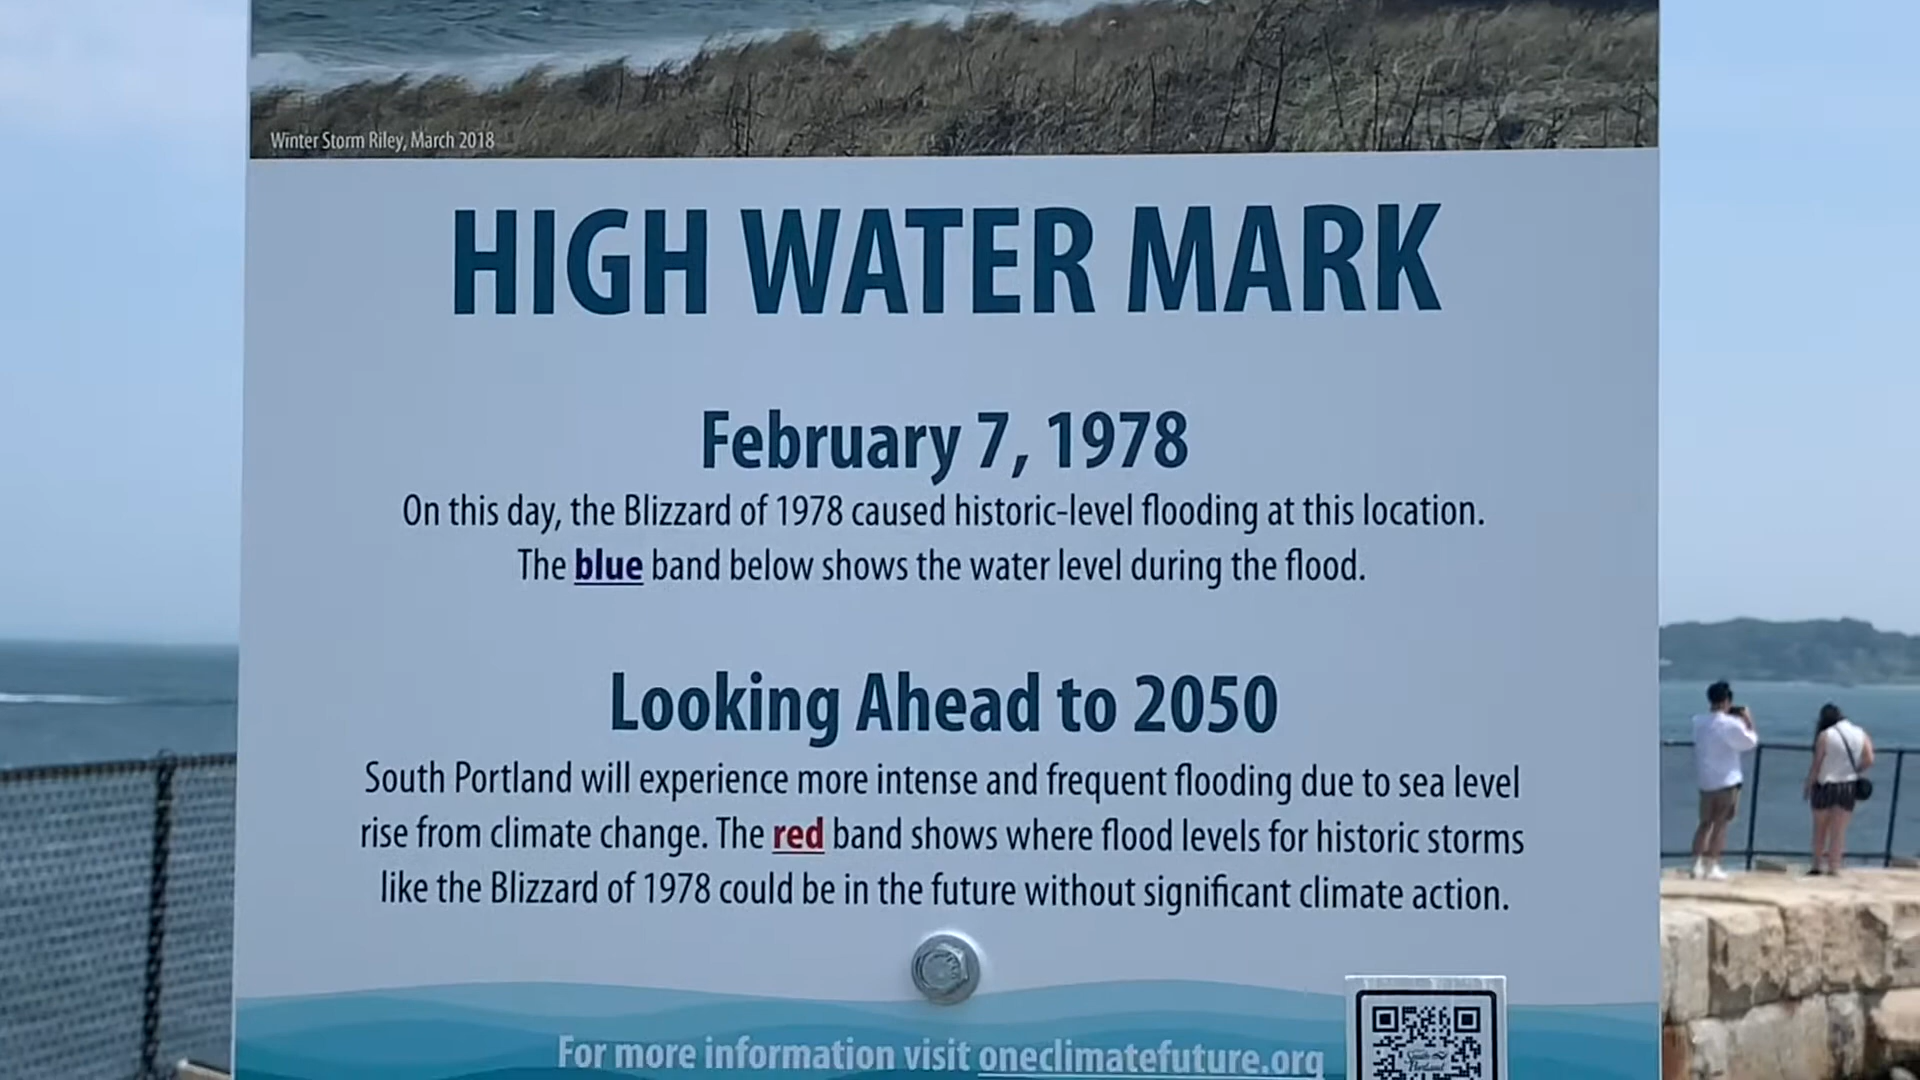 Winter Storm Riley, March 2018
HIGH WATER MARK
February 7, 1978
On this day, the Blizzard of 1978 caused historic-level flooding at this location.
The blue band below shows the water level during the flood.
Looking Ahead to 2050
South Portland will experience more intense and frequent flooding due to sea level
rise from climate change. The red band shows where flood levels for historic storms
like the Blizzard of 1978 could be in the future without significant climate action.
For more information visit oneclimatefuture.org
South
Portland